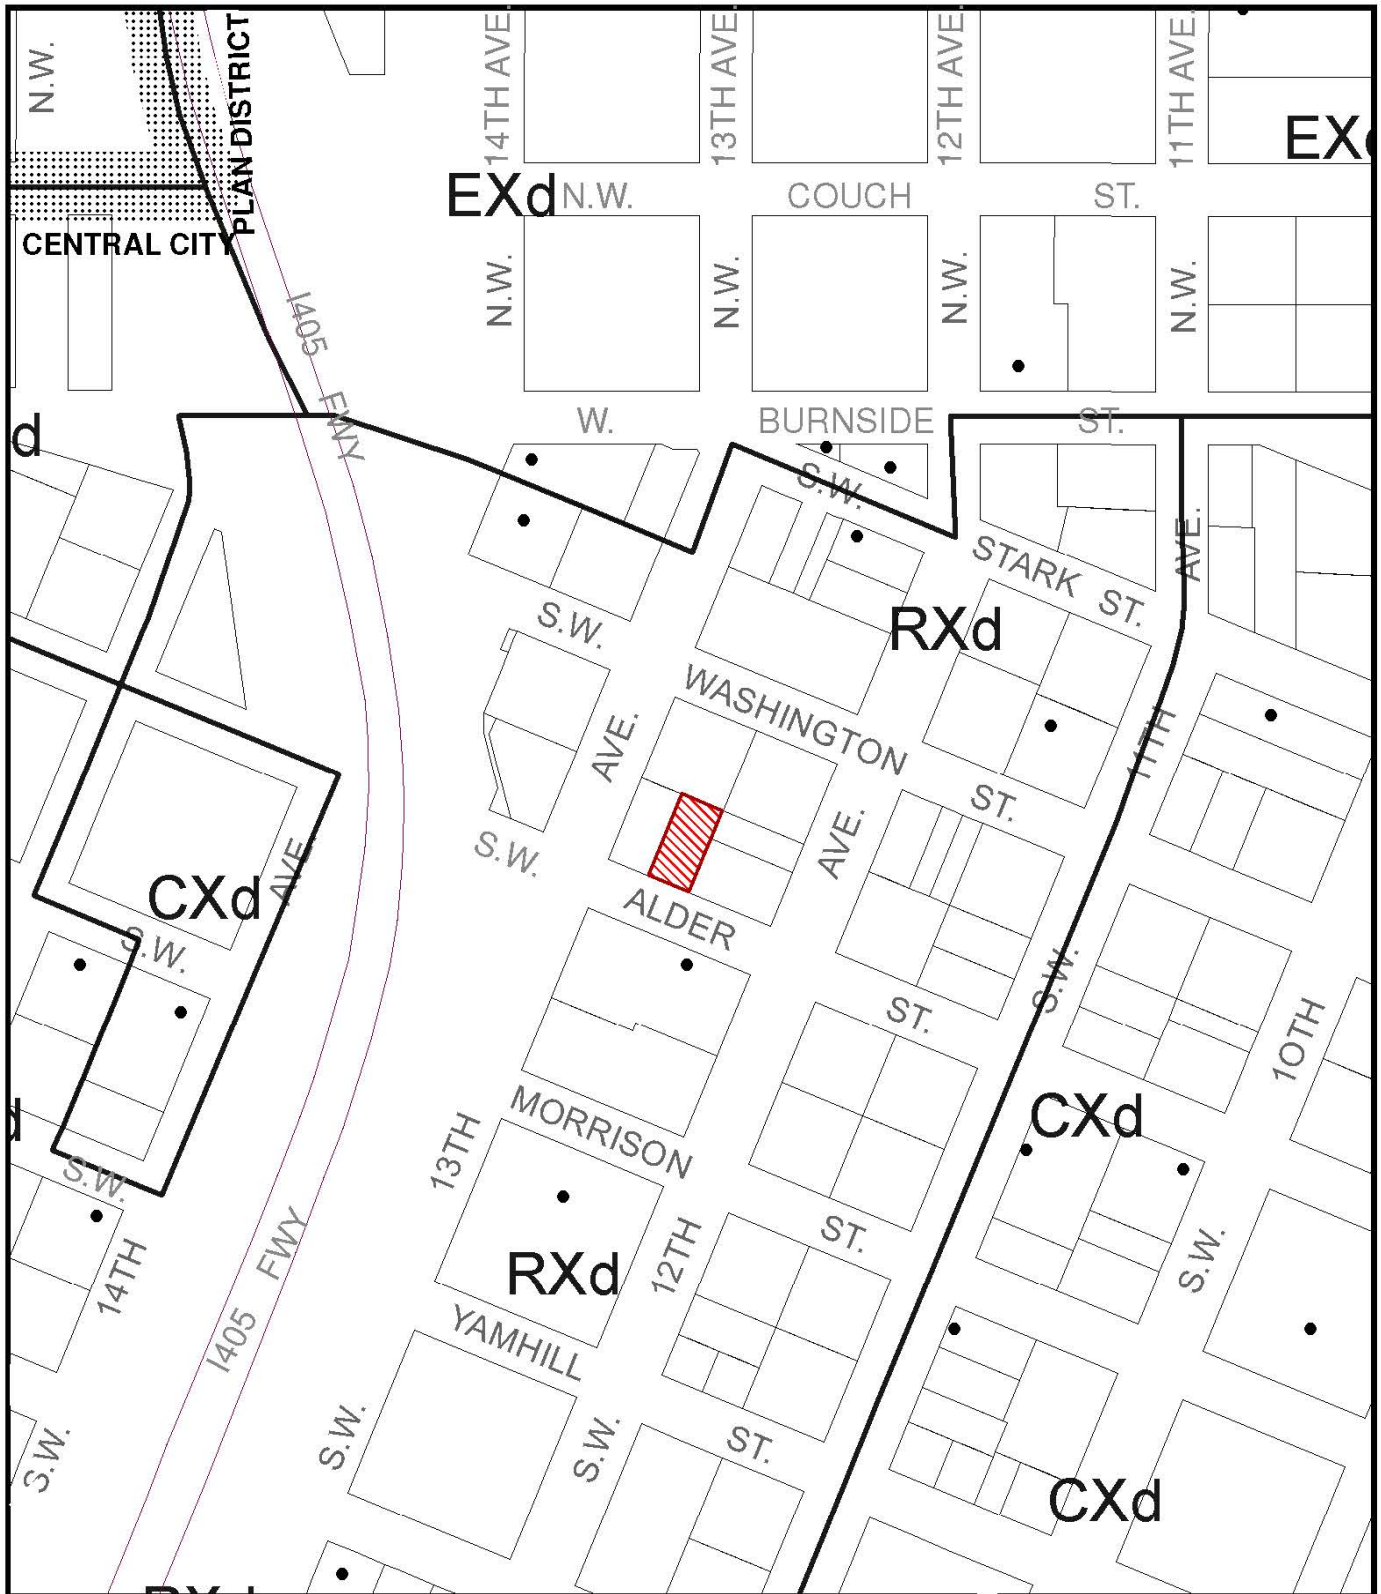 N.W.
PLAN DISTRICT
14TH AVE.
13TH AVE.
12TH AVE.
11TH AVE.
EXd
EXd
N.W. COUCH ST.
CENTRAL CITY
N.W.
N.W.
N.W.
N.W.
I405 FWY
d
W. BURNSIDE ST.
S.W. STARK ST.
AVE.
RXd
S.W. WASHINGTON ST.
AVE.
11TH
AVE.
AVE.
CXd
S.W. ALDER ST.
S.W.
S.W.
10TH
CXd
d
MORRISON ST.
13TH
S.W.
12TH
S.W.
14TH
I405 FWY
RXd
YAMHILL ST.
S.W.
S.W.
S.W.
CXd
RXd